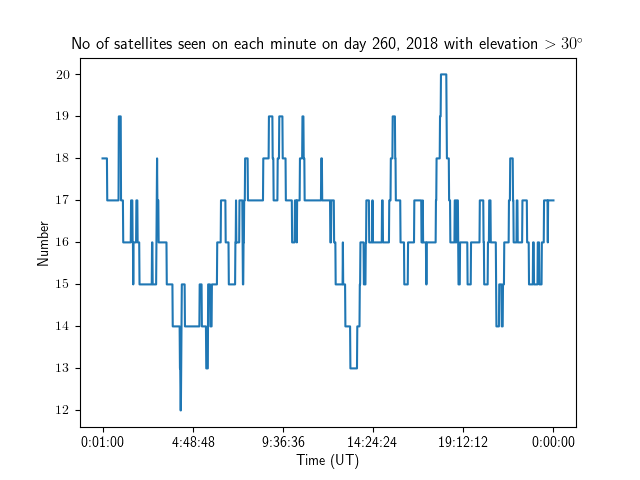 No of satellites seen on each minute on day 260, 2018 with elevation > 30°
20
19
18
17
16
15
14
13
12
Number
0:01:00 4:48:48 9:36:36 14:24:24 19:12:12 0:00:00
Time (UT)